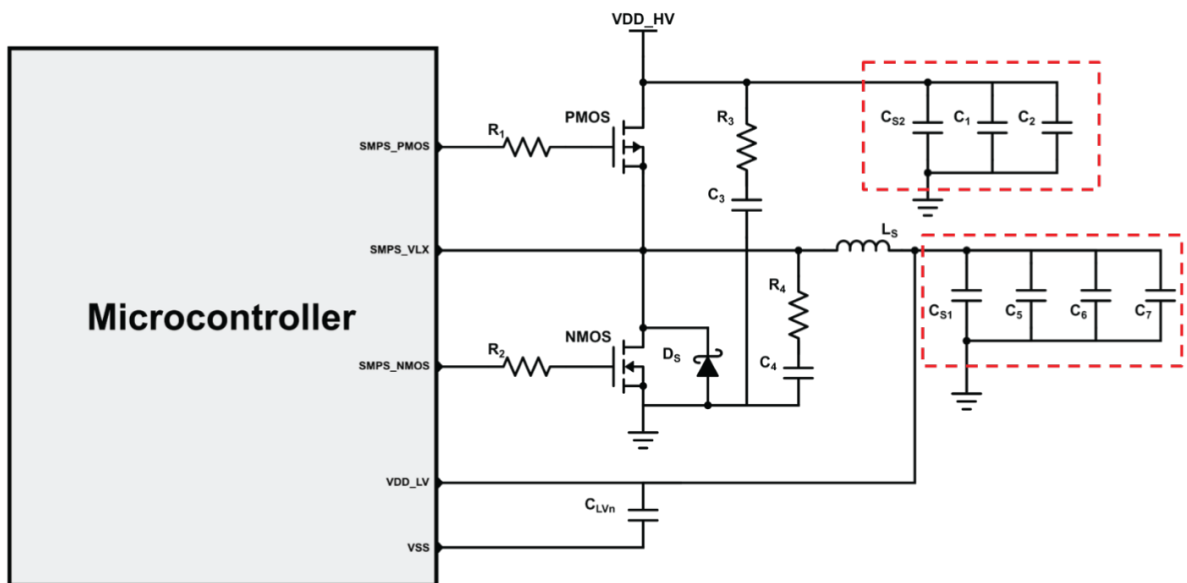 VDD_HV
PMOS
R1
SMPS_PMOS
R3
C3
CS2
C1
C2
SMPS_VLX
LS
R4
CS1
C5
C6
C7
Microcontroller
NMOS
R2
SMPS_NMOS
DS
C4
VDD_LV
CLVn
VSS